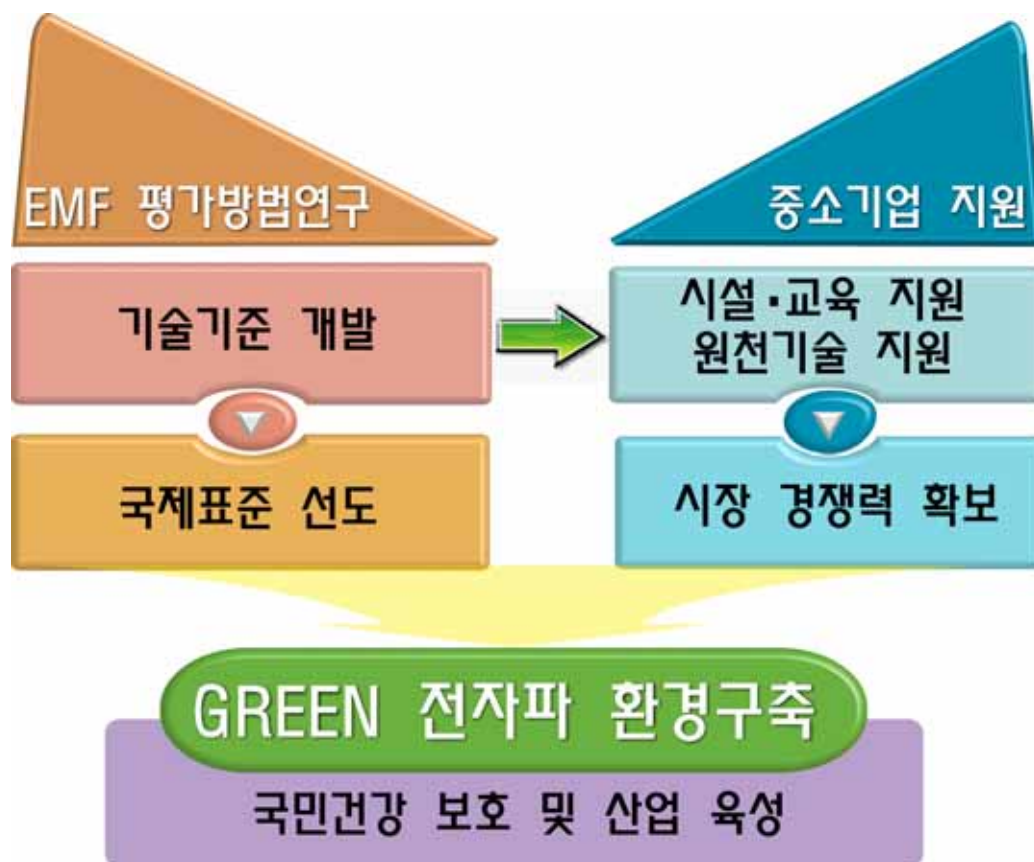 EMF 평가방법연구
기술기준 개발
국제표준 선도
중소기업 지원
시설·교육 지원
원천기술 지원
시장 경쟁력 확보
GREEN 전자파 환경구축
국민건강 보호 및 산업 육성